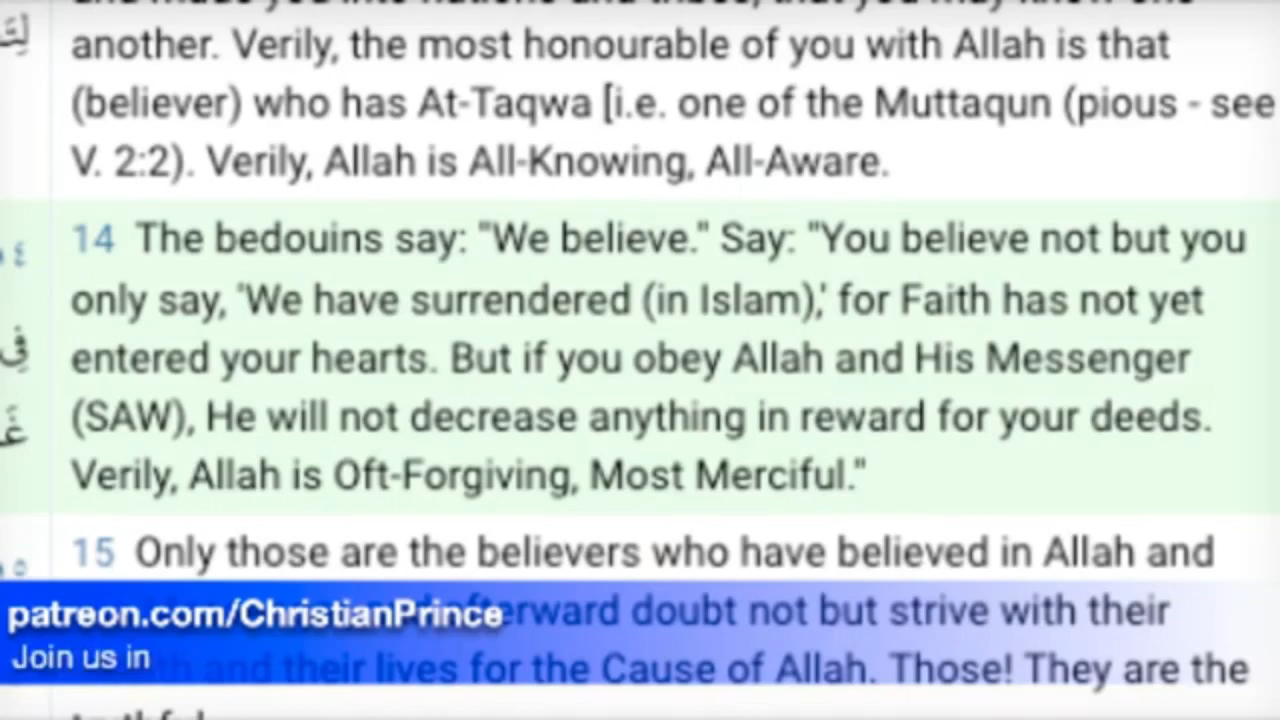 another. Verily, the most honourable of you with Allah is that
(believer) who has At-Taqwa [i.e. one of the Muttaqun (pious - see
V. 2:2). Verily, Allah is All-Knowing, All-Aware.
14 The bedouins say: "We believe." Say: "You believe not but you
only say, 'We have surrendered (in Islam),' for Faith has not yet
entered your hearts. But if you obey Allah and His Messenger
(SAW), He will not decrease anything in reward for your deeds.
Verily, Allah is Oft-Forgiving, Most Merciful."
15 Only those are the believers who have believed in Allah and
doubt not but strive with their
patreon.com/ChristianPrince
and their lives for the Cause of Allah. Those! They are the
Join us in